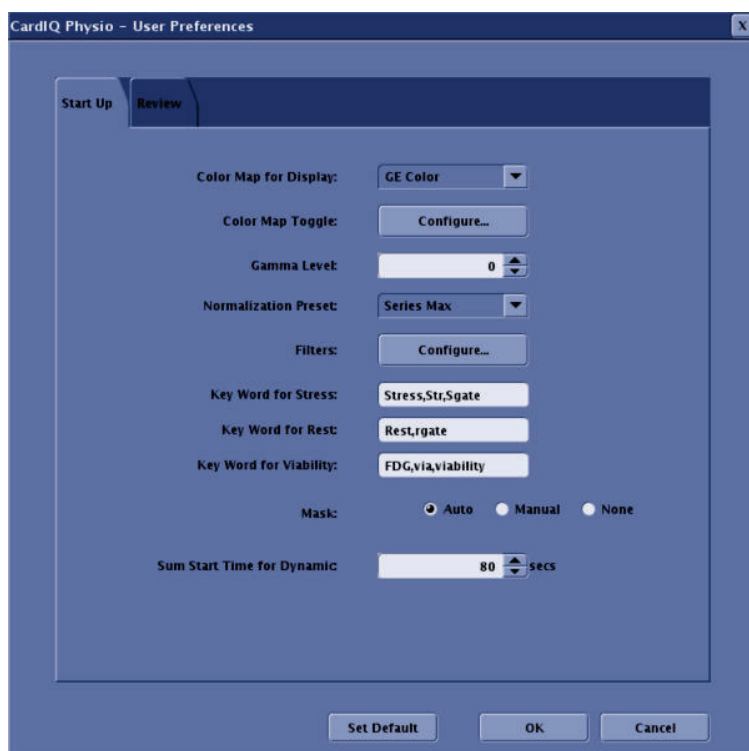 CardIQ Physio – User Preferences X
Start Up Review
Color Map for Display: GE Color
Color Map Toggle: Configure...
Gamma Level: 0
Normalization Preset: Series Max
Filters: Configure...
Key Word for Stress: Stress,Str,Sgate
Key Word for Rest: Rest,rgate
Key Word for Viability: FDG,via,viability
Mask: Auto Manual None
Sum Start Time for Dynamic: 80 secs
Set Default OK Cancel